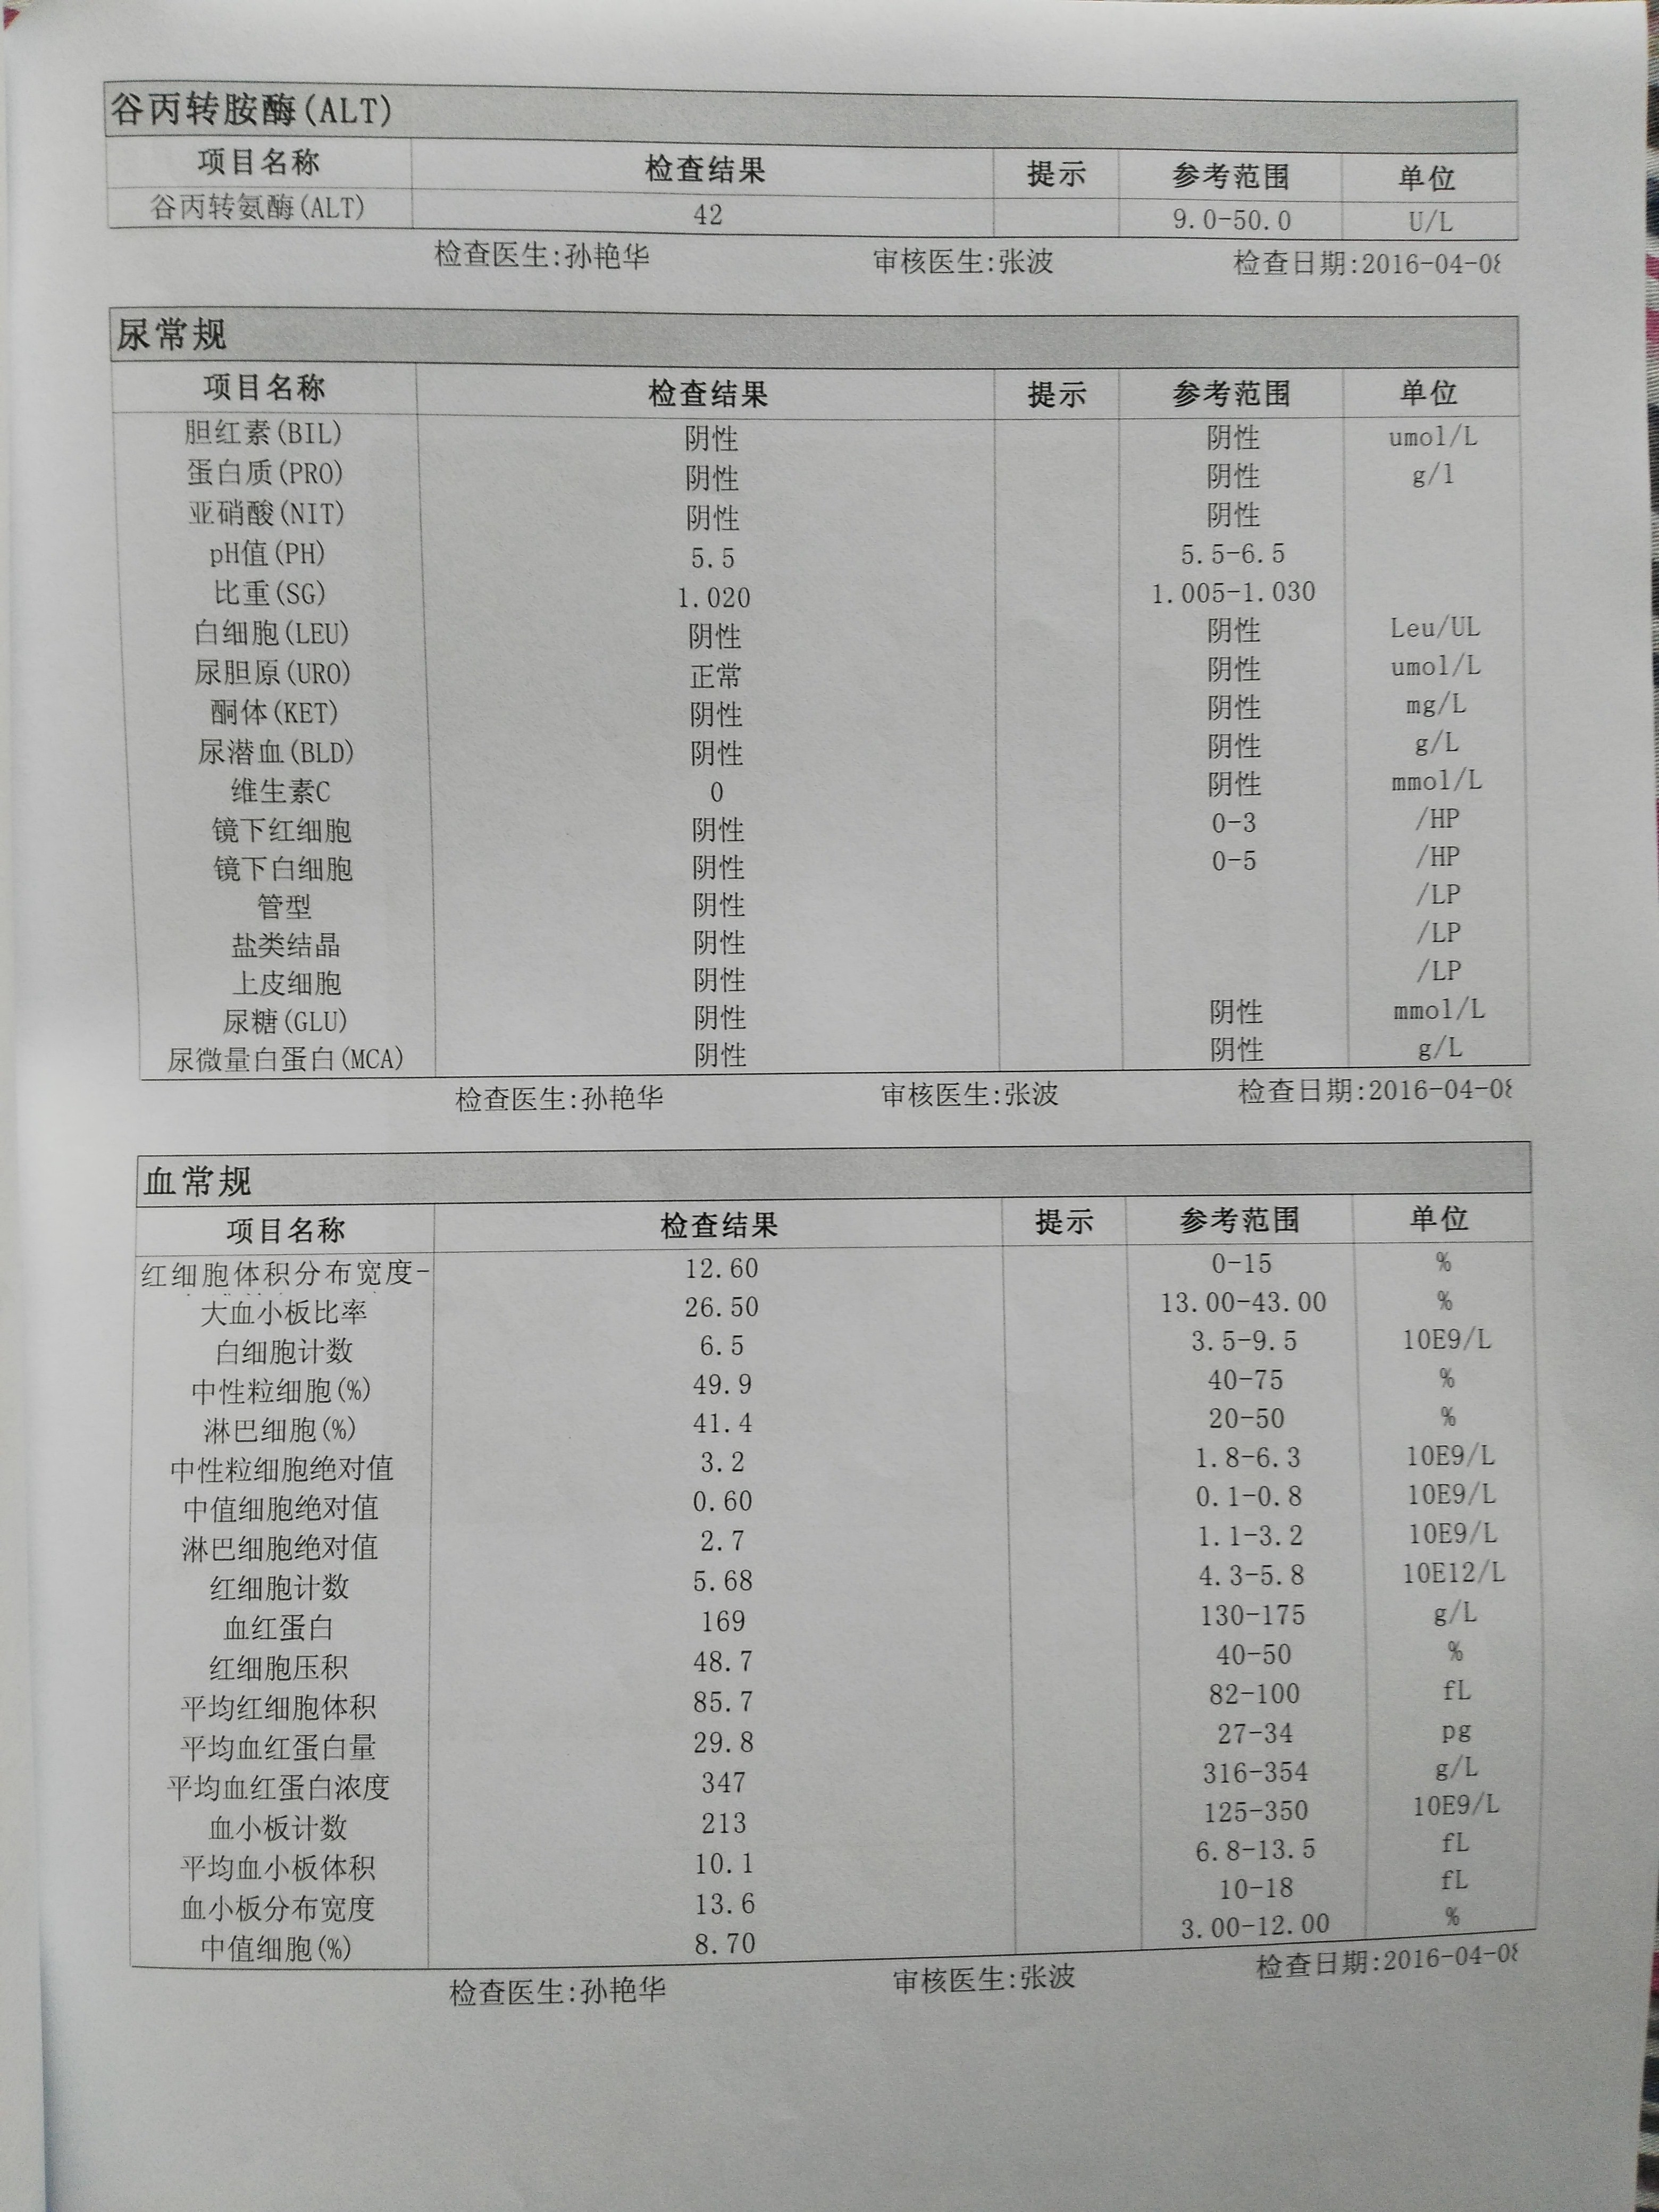 谷丙转胺酶(ALT)
项目名称 检查结果 提示 参考范围 单位
谷丙转氨酶(ALT) 42 9.0-50.0 U/L
检查医生:孙艳华 审核医生:张波 检查日期:2016-04-08
尿常规
项目名称 检查结果 提示 参考范围 单位
胆红素(BIL) 阴性 阴性 umol/L
蛋白质(PRO) 阴性 阴性 g/l
亚硝酸(NIT) 阴性 阴性
pH值(PH) 5.5 5.5-6.5
比重(SG) 1.020 1.005-1.030
白细胞(LEU) 阴性 阴性 Leu/UL
尿胆原(URO) 正常 阴性 umol/L
酮体(KET) 阴性 阴性 mg/L
尿潜血(BLD) 阴性 阴性 g/L
维生素C 0 阴性 mmol/L
镜下红细胞 阴性 0-3 /HP
镜下白细胞 阴性 0-5 /HP
管型 阴性 /LP
盐类结晶 阴性 /LP
上皮细胞 阴性 /LP
尿糖(GLU) 阴性 阴性 mmol/L
尿微量白蛋白(MCA) 阴性 阴性 g/L
检查医生:孙艳华 审核医生:张波 检查日期:2016-04-08
血常规
项目名称 检查结果 提示 参考范围 单位
红细胞体积分布宽度- 12.60 0-15 %
大血小板比率 26.50 13.00-43.00 %
白细胞计数 6.5 3.5-9.5 10E9/L
中性粒细胞(%) 49.9 40-75 %
淋巴细胞(%) 41.4 20-50 %
中性粒细胞绝对值 3.2 1.8-6.3 10E9/L
中值细胞绝对值 0.60 0.1-0.8 10E9/L
淋巴细胞绝对值 2.7 1.1-3.2 10E9/L
红细胞计数 5.68 4.3-5.8 10E12/L
血红蛋白 169 130-175 g/L
红细胞压积 48.7 40-50 %
平均红细胞体积 85.7 82-100 fL
平均血红蛋白量 29.8 27-34 pg
平均血红蛋白浓度 347 316-354 g/L
血小板计数 213 125-350 10E9/L
平均血小板体积 10.1 6.8-13.5 fL
血小板分布宽度 13.6 10-18 fL
中值细胞(%) 8.70 3.00-12.00 %
检查医生:孙艳华 审核医生:张波 检查日期:2016-04-08